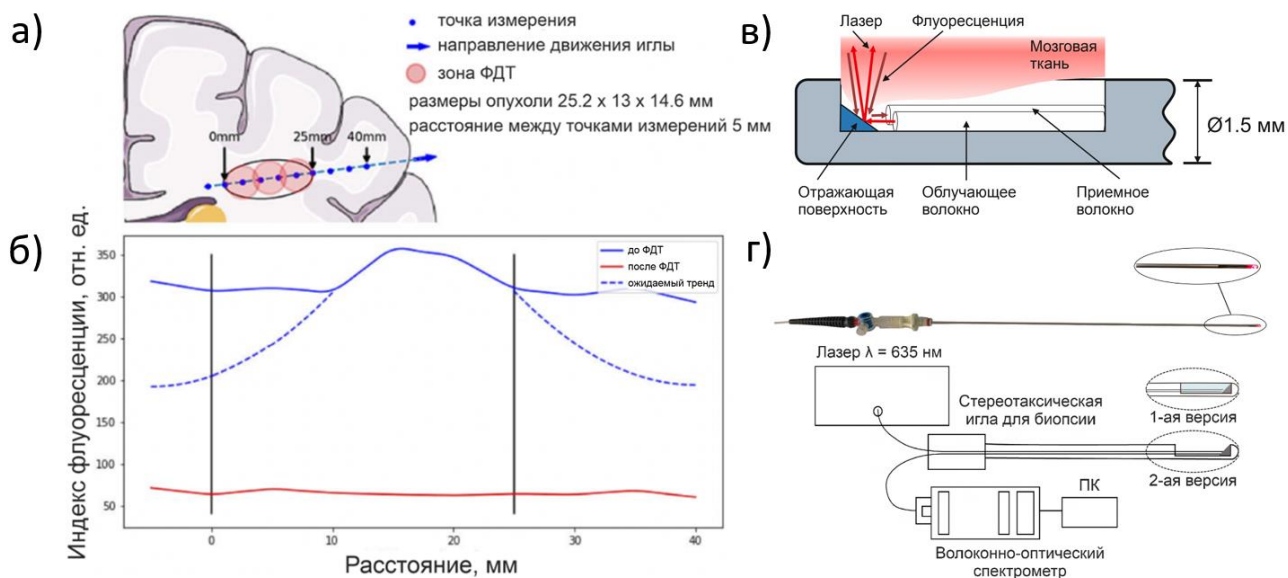 а)
точка измерения
направление движения иглы
зона ФДТ
размеры опухоли 25.2 x 13 x 14.6 мм
расстояние между точками измерений 5 мм
0mm
25mm
40mm
б)
до ФДТ
после ФДТ
ожидаемый тренд
Индекс флуоресценции, отн. ед.
350
300
250
200
150
100
50
0
10
20
30
40
Расстояние, мм
в)
Лазер
Флуоресценция
Мозговая
ткань
Ø1.5 мм
Отражающая
поверхность
Облучающее
волокно
Приемное
волокно
г)
Лазер λ = 635 нм
Стереотаксическая
игла для биопсии
1-ая версия
2-ая версия
ПК
Волоконно-оптический
спектрометр